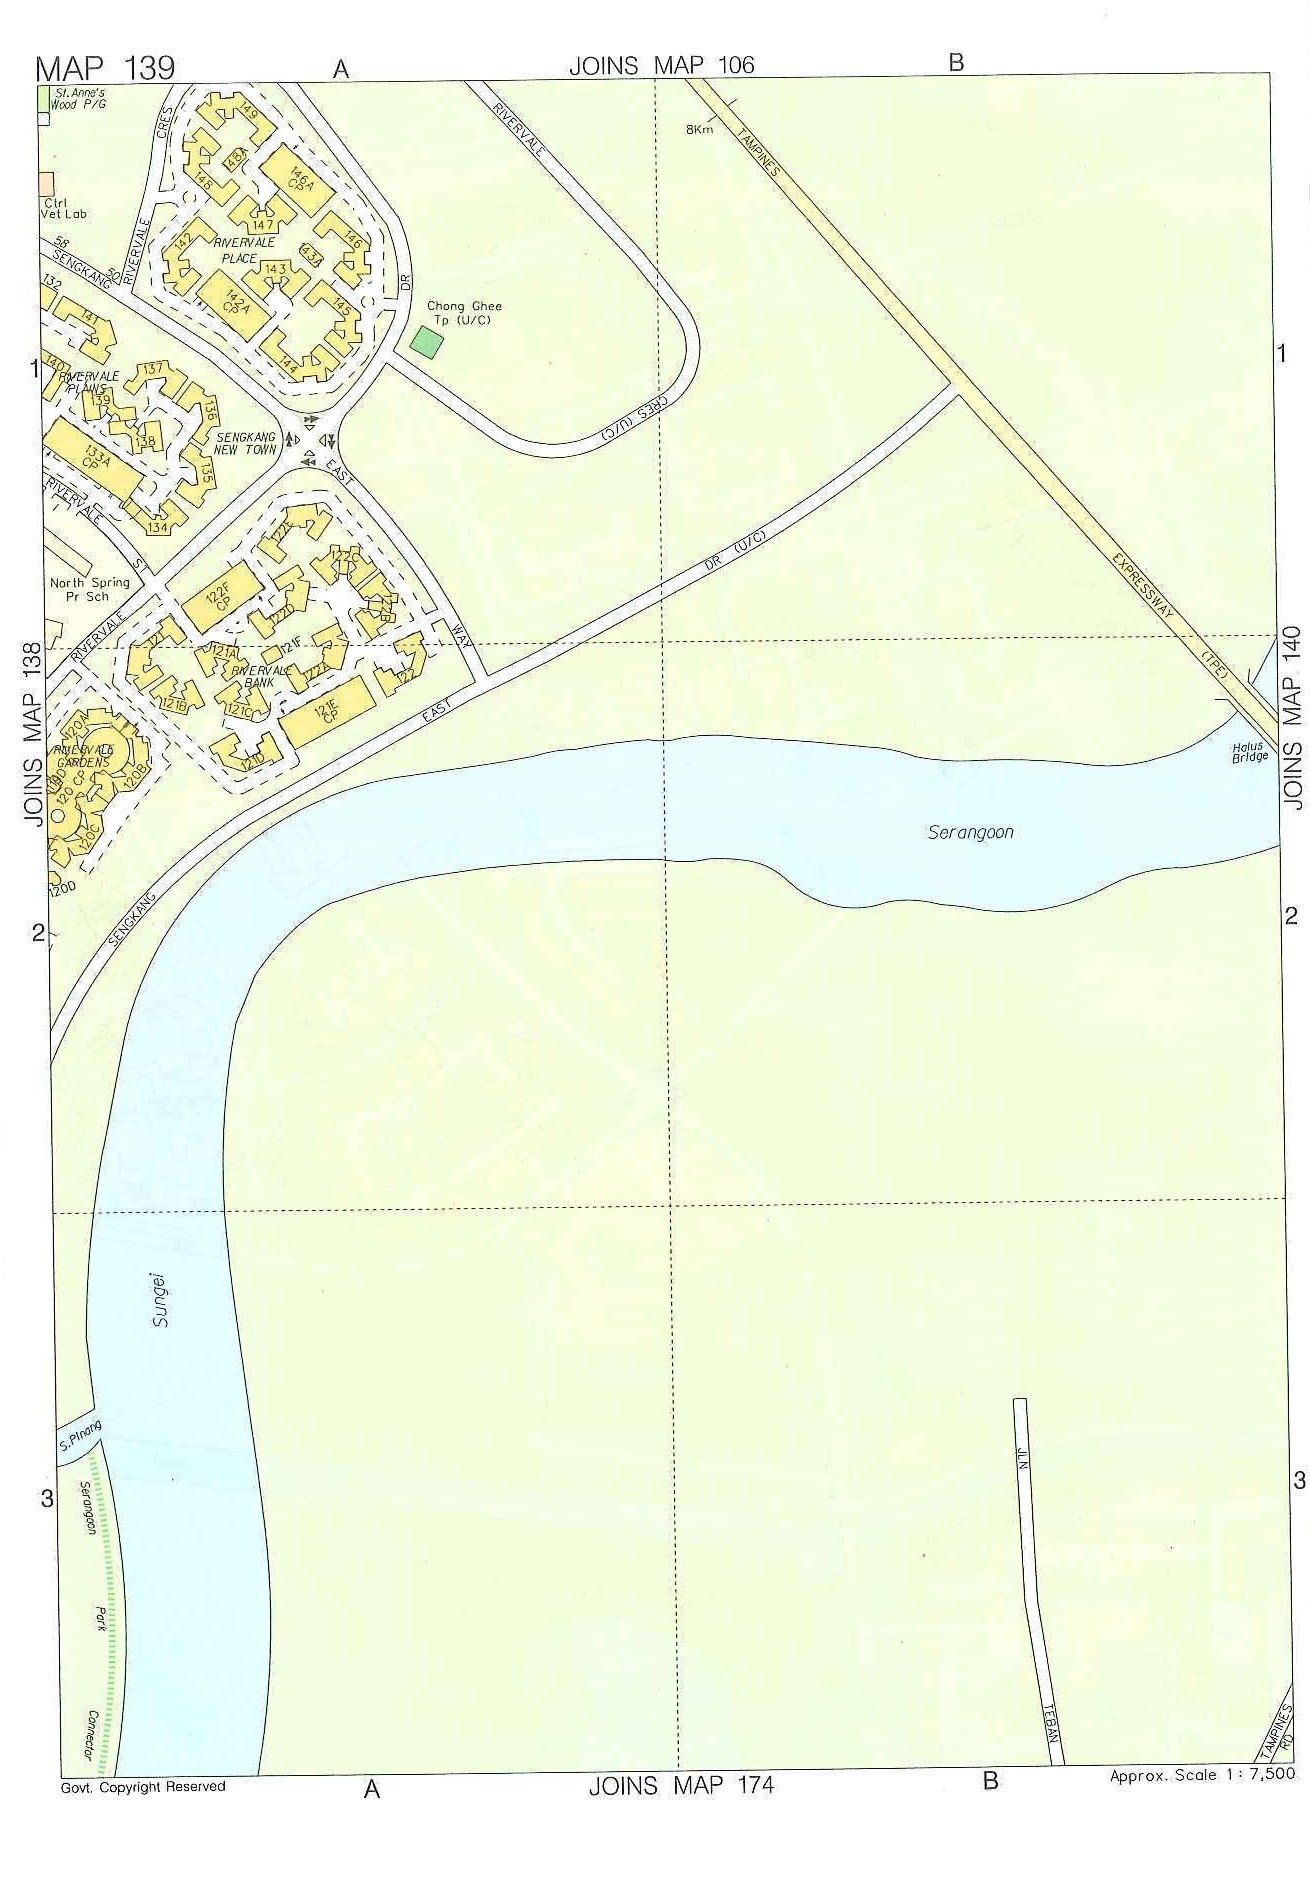 MAP 139
A
JOINS MAP 106
B
St.Anne's
Wood P/G
CRES
149
148A
148
146A
CP
RIVERVALE
8Km
TAMPINES
Ctrl
Vet Lab
147
142
RIVERVALE
PLACE
146
143A
143
58
SENGKANG
50
RIVERVALE
DR
142A
CP
145
132
141
Chong Ghee
Tp (U/C)
144
1
1
140
RIVERVALE
PLAINS
137
139
136
138
CRES (U/C)
SENGKANG
NEW TOWN
133A
CP
135
EAST
RIVERVALE
134
122E
DR (U/C)
122C
ST
EXPRESSWAY
North Spring
Pr Sch
122F
CP
122D
122B
RIVERVALE
WAY
121
121A
121F
122A
122
(TPE)
JOINS MAP 138
JOINS MAP 140
RIVERVALE
BANK
121B
121C
121E
CP
EAST
120A
RIVERVALE
GARDENS
121D
120B
120
CP
120C
120D
Halus
Bridge
Serangoon
SENGKANG
2
2
Sungei
S.Pinang
JLN
3
3
Serangoon
Park
Connector
TEBAN
TAMPINES
RD
Govt. Copyright Reserved
A
JOINS MAP 174
B
Approx. Scale 1 : 7,500